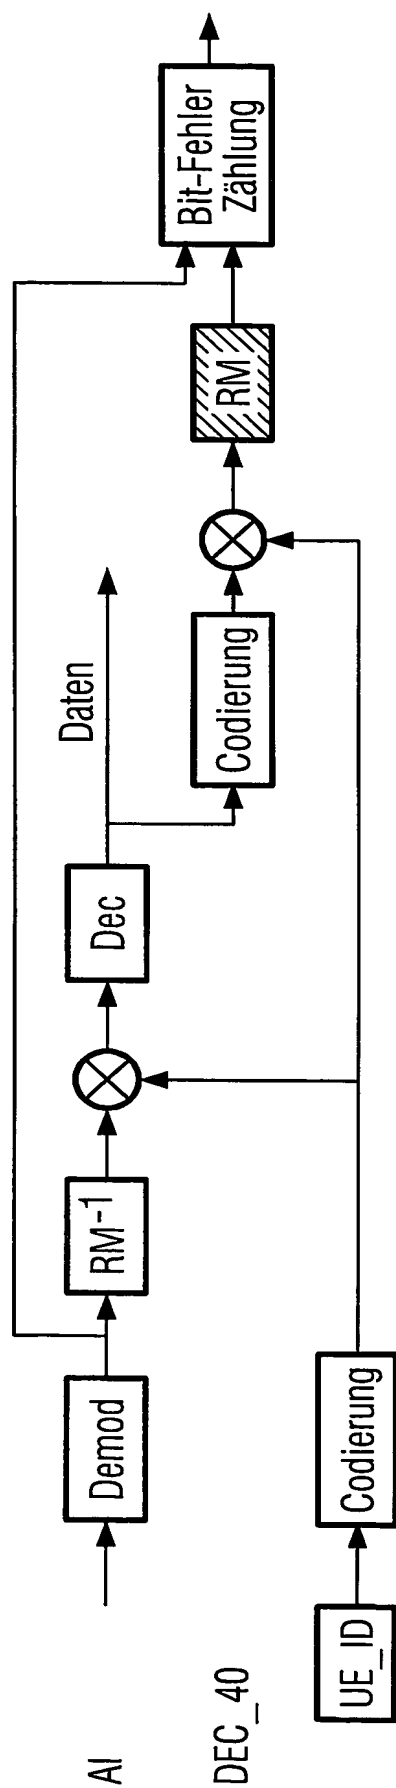 AI
Demod
RM-1
Dec
Daten
Bit-Fehler
Zählung
DEC_40
Codierung
RM
UE_ID
Codierung